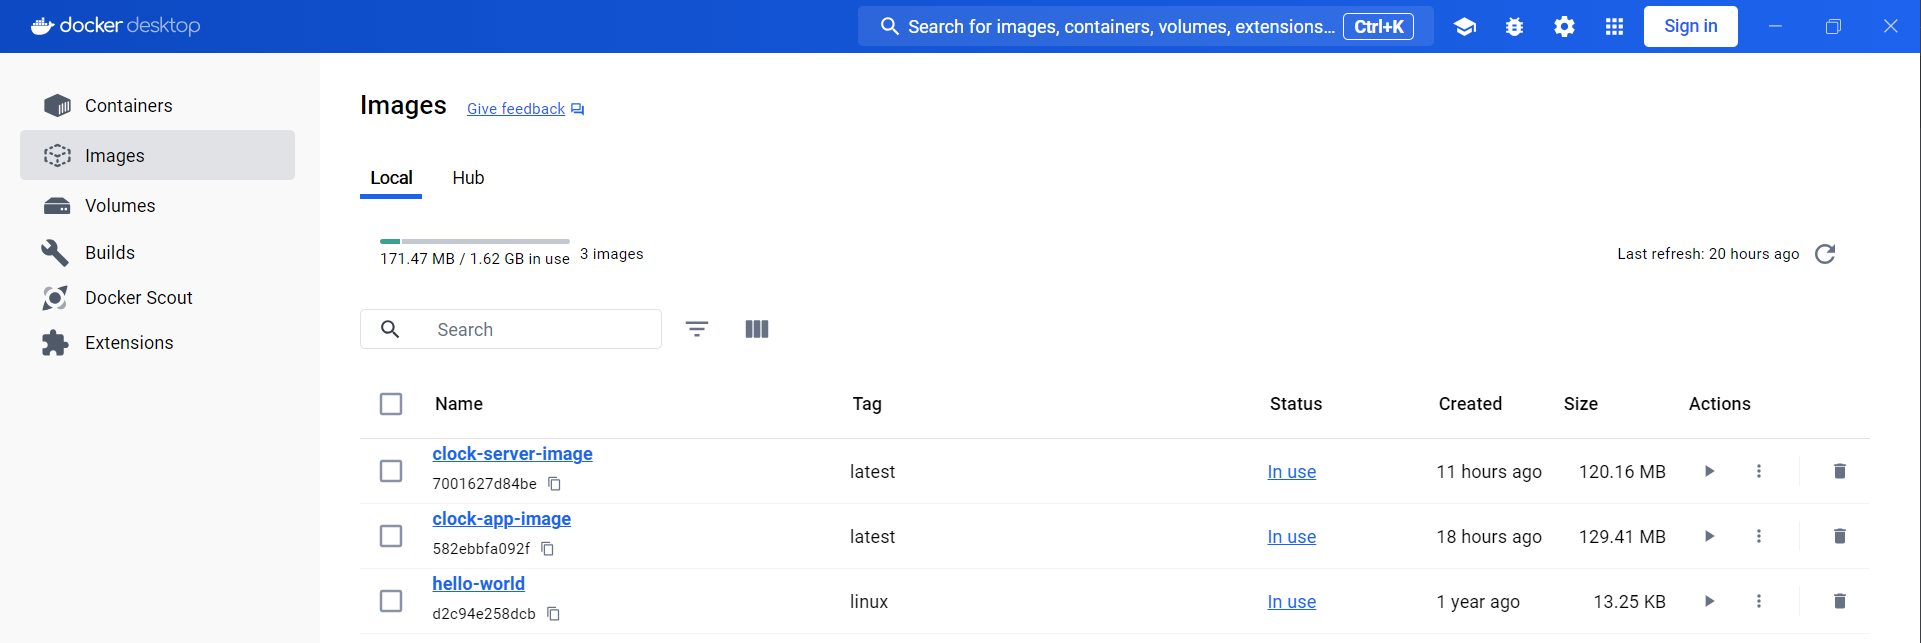 docker desktop
Search for images, containers, volumes, extensions... Ctrl+K
Sign in
Containers
Images
Volumes
Builds
Docker Scout
Extensions
Images Give feedback
Local Hub
171.47 MB / 1.62 GB in use 3 images
Last refresh: 20 hours ago
Search
Name Tag Status Created Size Actions
clock-server-image
7001627d84be
latest In use 11 hours ago 120.16 MB
clock-app-image
582ebbfa092f
latest In use 18 hours ago 129.41 MB
hello-world
d2c94e258dcb
linux In use 1 year ago 13.25 KB